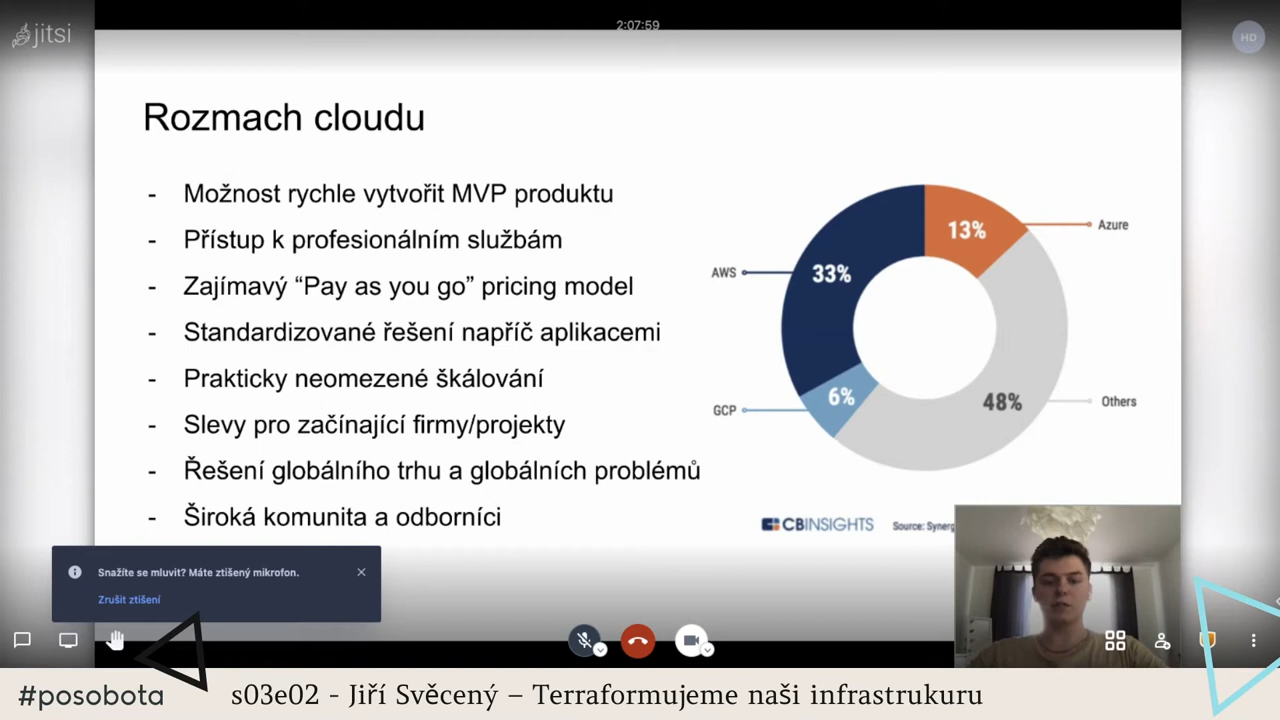 jitsi
2:07:59
HD
Rozmach cloudu
- Možnost rychle vytvořit MVP produktu
- Přístup k profesionálním službám
- Zajímavý “Pay as you go” pricing model
- Standardizované řešení napříč aplikacemi
- Prakticky neomezené škálování
- Slevy pro začínající firmy/projekty
- Řešení globálního trhu a globálních problémů
- Široká komunita a odborníci
13%
Azure
AWS
33%
GCP
6%
48%
Others
CBINSIGHTS
Source: Synerg
Snažíte se mluvit? Máte ztišený mikrofon.
Zrušit ztišení
#posobota
s03e02 - Jiří Svěcený – Terraformujeme naši infrastrukuru